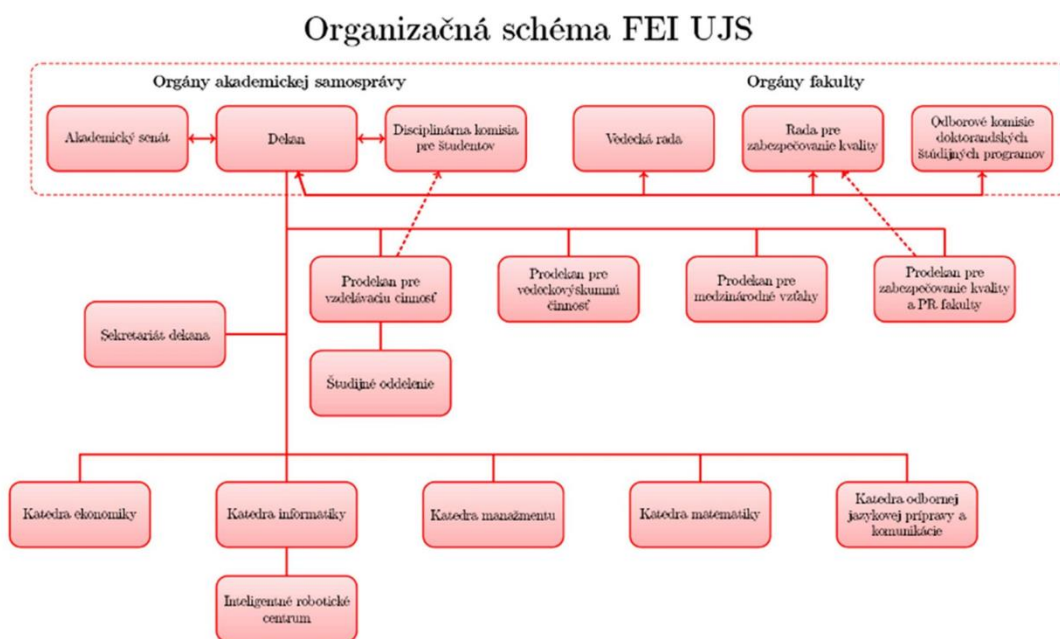 Organizačná schéma FEI UJS
Orgány akademickej samosprávy
Orgány fakulty
Akademický senát
Dekan
Disciplinárna komisia
pre študentov
Vedecká rada
Rada pre
zabezpečovanie kvality
Odborové komisie
doktorandských
študijných programov
Prodekan pre
vzdelávaciu cinnosť
Prodekan pre
vedeckovýskumnú
činnosť
Prodekan pre
medzinárodné vzťahy
Prodekan pre
zabezpečovanie kvality
a PR fakulty
Sekretariát dekana
Študijné oddelenie
Katedra ekonomiky
Katedra informatiky
Katedra manažmentu
Katedra matematiky
Katedra odbornej
jazykovej prípravy a
komunikácie
Inteligentné robotické
centrum